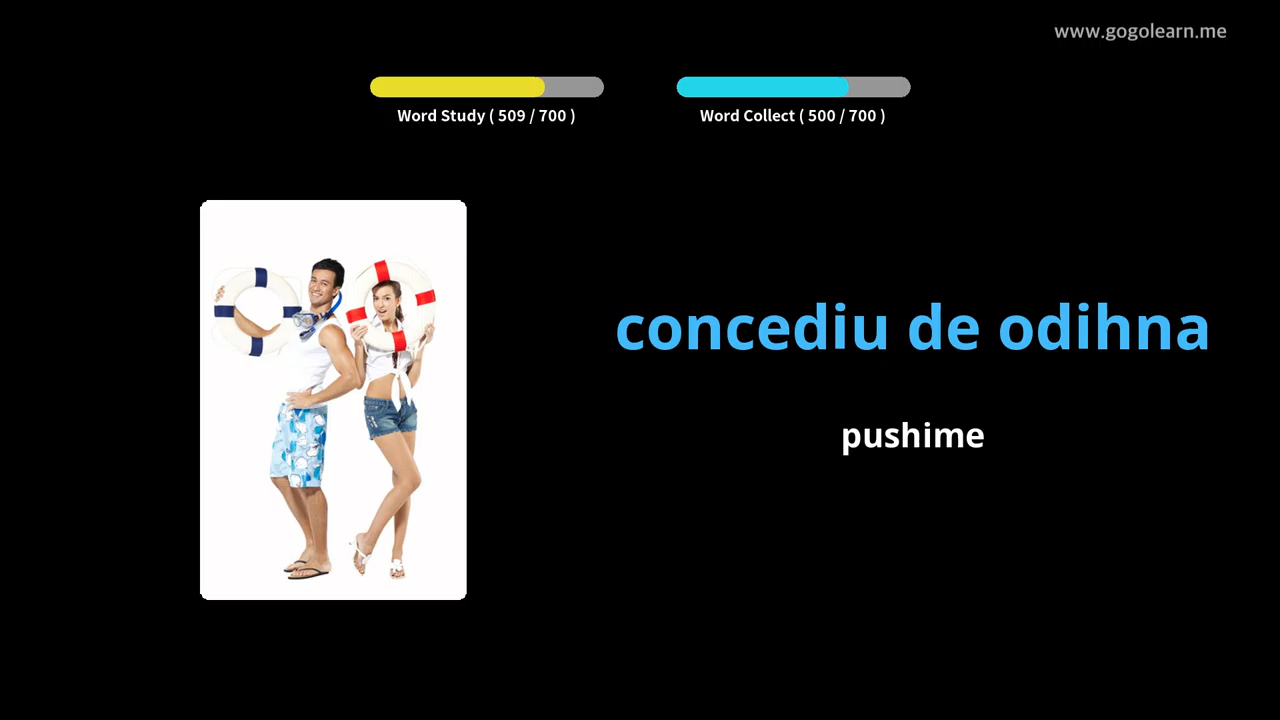 www.gogolearn.me
Word Study ( 509 / 700 )
Word Collect ( 500 / 700 )
concediu de odihna
pushime